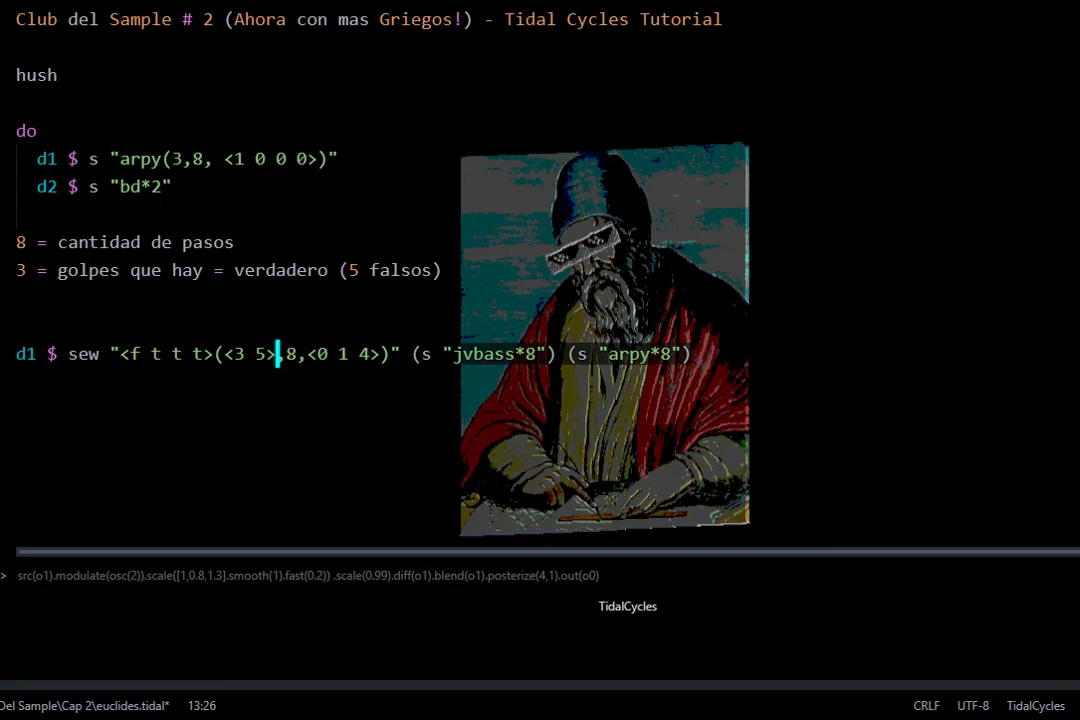 Club del Sample # 2 (Ahora con mas Griegos!) - Tidal Cycles Tutorial
hush
do
d1 $ s "arpy(3,8, <1 0 0 0>)"
d2 $ s "bd*2"
8 = cantidad de pasos
3 = golpes que hay = verdadero (5 falsos)
d1 $ sew "<f t t t>(<3 5>,8,<0 1 4>)" (s "jvbass*8") (s "arpy*8")
> src(o1).modulate(osc(2)).scale([1,0.8,1.3].smooth(1).fast(0.2)) .scale(0.99).diff(o1).blend(o1).posterize(4,1).out(o0)
TidalCycles
Del Sample\Cap 2\euclides.tidal* 13:26 CRLF UTF-8 TidalCycles